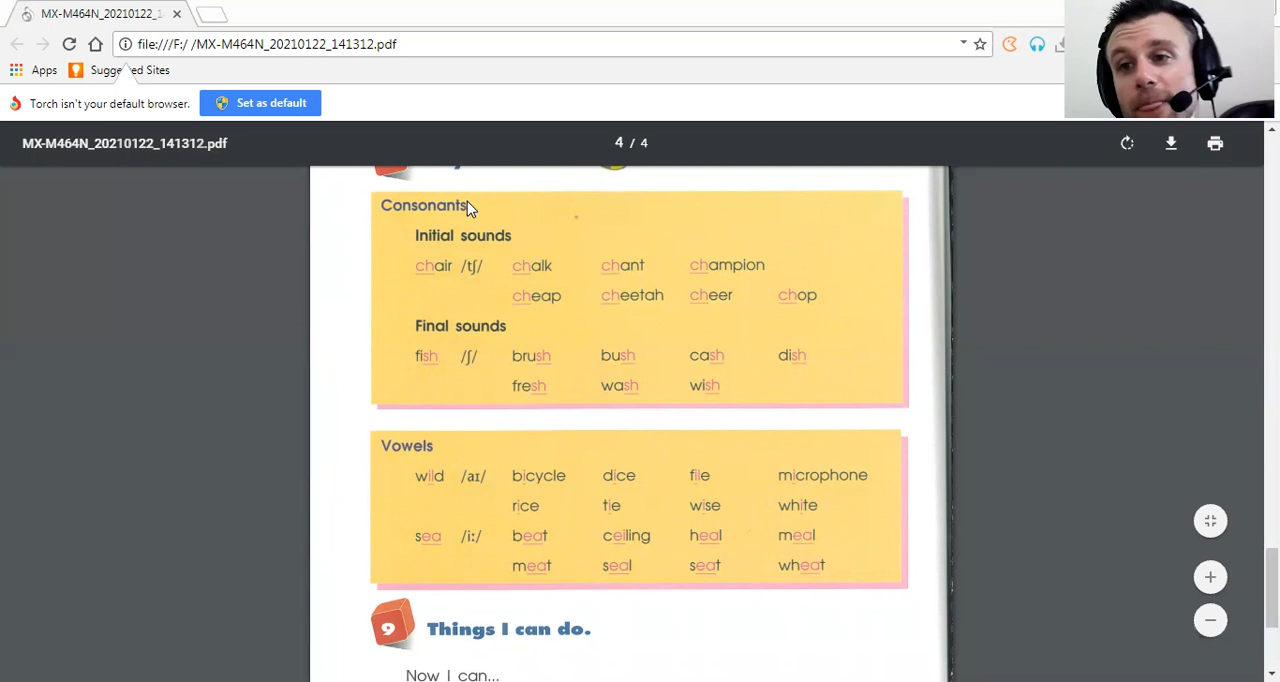 MX-M464N_20210122_1
file:///F:/ /MX-M464N_20210122_141312.pdf
Apps Suggested Sites
Torch isn't your default browser. Set as default
MX-M464N_20210122_141312.pdf 4 / 4
Consonants
Initial sounds
chair /tʃ/ chalk chant champion
cheap cheetah cheer chop
Final sounds
fish /ʃ/ brush bush cash dish
fresh wash wish
Vowels
wild /aɪ/ bicycle dice file microphone
rice tie wise white
sea /i:/ beat ceiling heal meal
meat seal seat wheat
9 Things I can do.
Now I can...